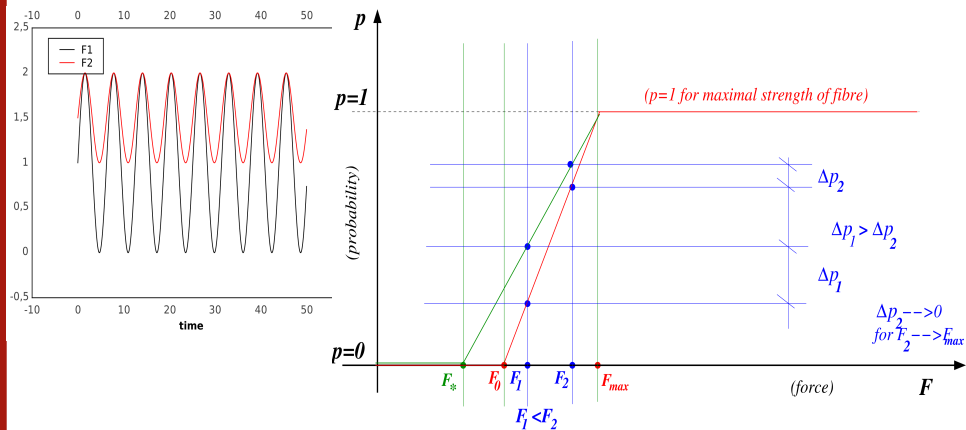 -10 0 10 20 30 40 50
2,5
2
1,5
1
0,5
0
-0,5
F1
F2
-10 0 10 20 30 40 50
time
p
p=1
(p=1 for maximal strength of fibre)
(probability)
Δp2
Δp1 > Δp2
Δp1
Δp2-->0
for F2-->Fmax
p=0
F* F0 F1 F2 Fmax
(force) F
F1<F2